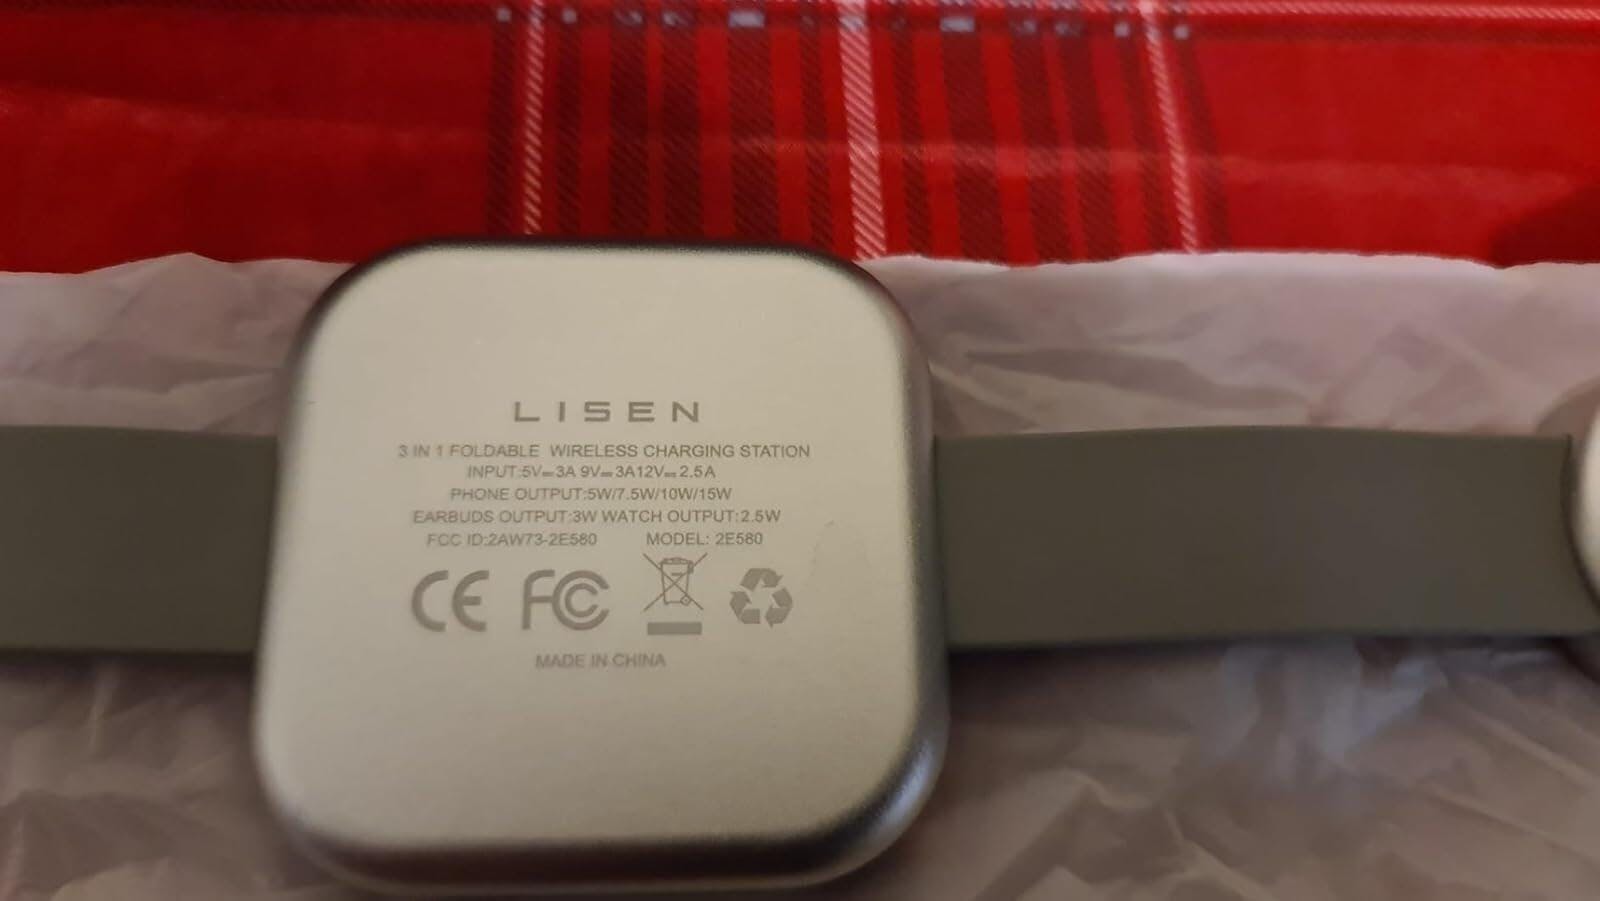 LISEN
3 IN 1 FOLDABLE WIRELESS CHARGING STATION
INPUT:5V⎓3A 9V⎓3A12V⎓2.5A
PHONE OUTPUT:5W/7.5W/10W/15W
EARBUDS OUTPUT:3W WATCH OUTPUT:2.5W
FCC ID:2AW73-2E580 MODEL: 2E580
CE FC
MADE IN CHINA